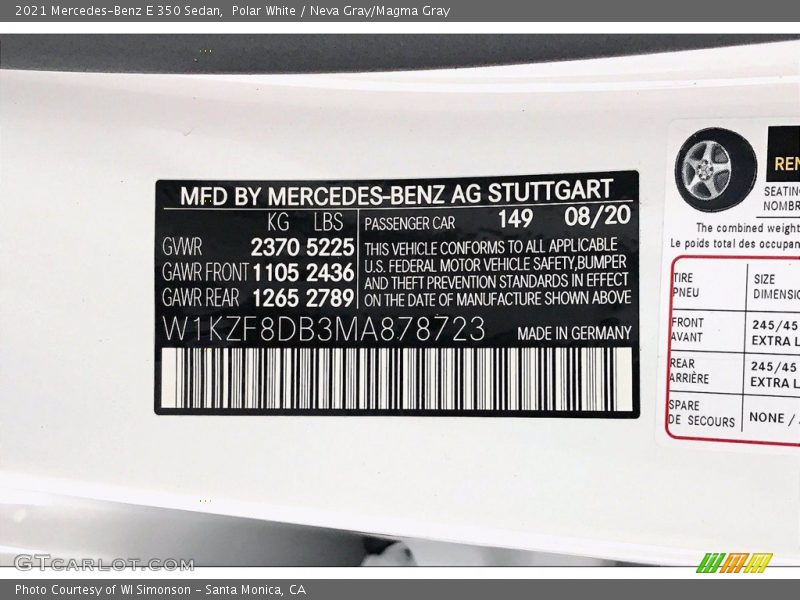 2021 Mercedes-Benz E 350 Sedan, Polar White / Neva Gray/Magma Gray
MFD BY MERCEDES-BENZ AG STUTTGART
KG LBS
GVWR 2370 5225
GAWR FRONT 1105 2436
GAWR REAR 1265 2789
PASSENGER CAR 149 08/20
THIS VEHICLE CONFORMS TO ALL APPLICABLE
U.S. FEDERAL MOTOR VEHICLE SAFETY,BUMPER
AND THEFT PREVENTION STANDARDS IN EFFECT
ON THE DATE OF MANUFACTURE SHOWN ABOVE
W1KZF8DB3MA878723 MADE IN GERMANY
The combined weight
Le poids total des
TIRE SIZE
PNEU
FRONT 245/45
AVANT EXTRA
REAR 245/45
ARRIÈRE EXTRA
SPARE NONE /
DE SECOURS
GTCARLOT.COM
Photo Courtesy of WI Simonson - Santa Monica, CA